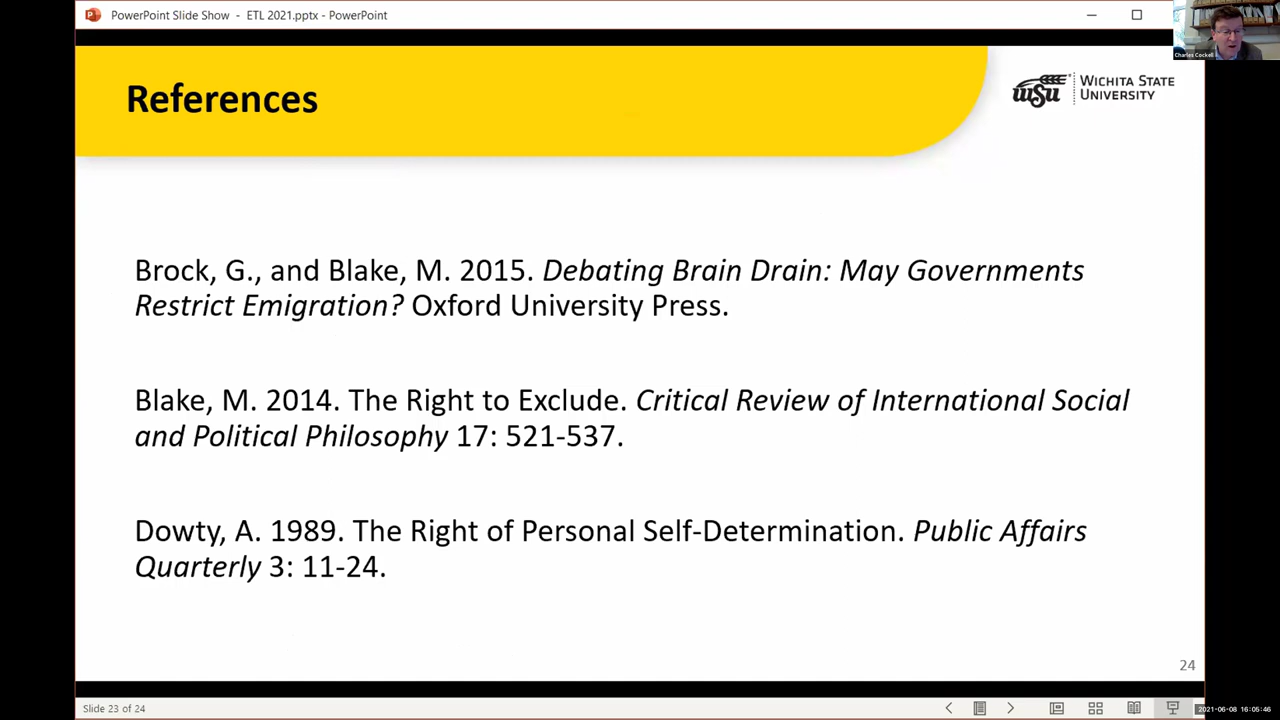 PowerPoint Slide Show - ETL 2021.pptx - PowerPoint
Charles Cockell
References
WSU
WICHITA STATE
UNIVERSITY
Brock, G., and Blake, M. 2015. Debating Brain Drain: May Governments
Restrict Emigration? Oxford University Press.
Blake, M. 2014. The Right to Exclude. Critical Review of International Social
and Political Philosophy 17: 521-537.
Dowty, A. 1989. The Right of Personal Self-Determination. Public Affairs
Quarterly 3: 11-24.
24
Slide 23 of 24
2021-06-08 16:05:46